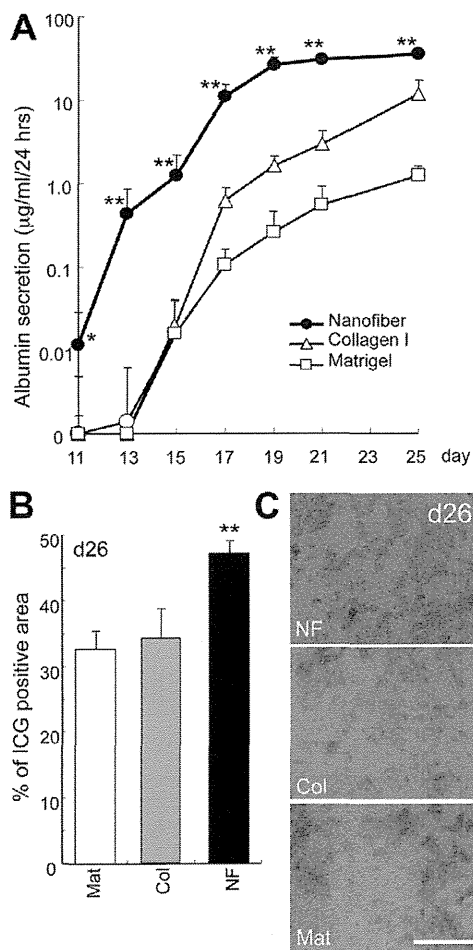 A
Albumin secretion (μg/ml/24 hrs)
100
10
1.0
0.1
0.01
0
*
**
**
**
**
**
**
Nanofiber
Collagen I
Matrigel
11 13 15 17 19 21 23 25 day
B
d26
% of ICG positive area
50
40
30
20
10
0
**
Mat
Col
NF
C
d26
NF
Col
Mat